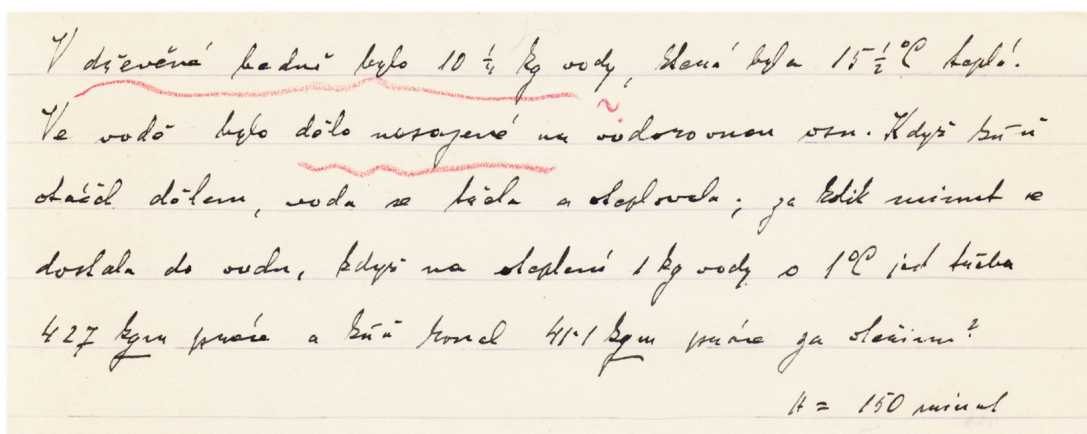 V dřevěné bedně bylo 10 ¼ kg vody, která byla 15 ½ °C teplá.
Ve vodě bylo dělo nasazené na vodorovnou osu. Když kůň
otáčel dělem, voda se třela a oteplovala; za kolik minut se
dostala do varu, když na oteplení 1 kg vody o 1°C jest třeba
427 kgm práce a kůň konal 41·1 kgm práce za vteřinu?
= 150 minut